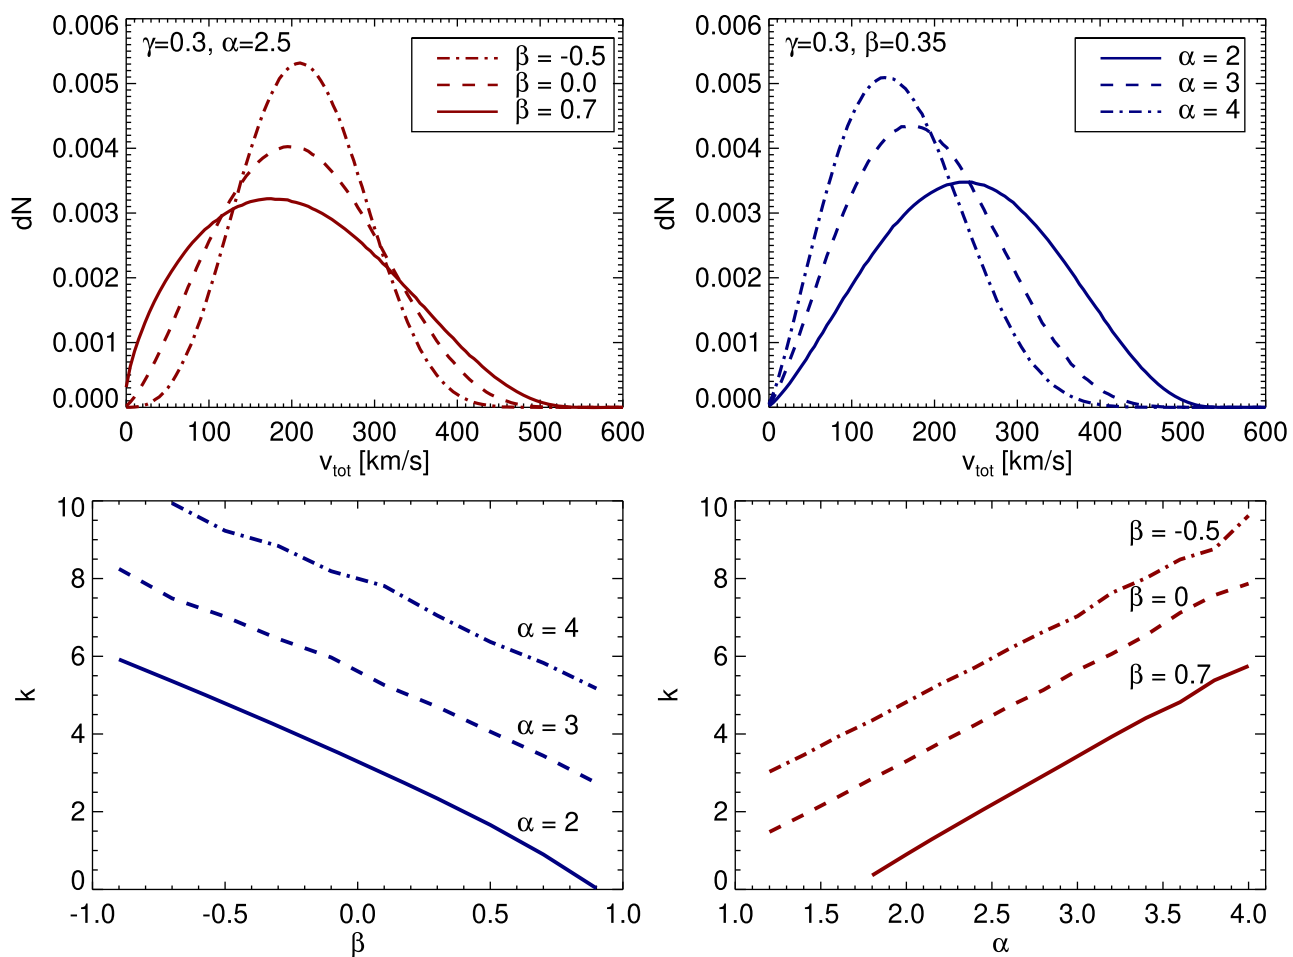 γ=0.3, α=2.5
β = -0.5
β = 0.0
β = 0.7
0.006
0.005
0.004
0.003
0.002
0.001
0.000
dN
0 100 200 300 400 500 600
v_tot [km/s]
γ=0.3, β=0.35
α = 2
α = 3
α = 4
0.006
0.005
0.004
0.003
0.002
0.001
0.000
dN
0 100 200 300 400 500 600
v_tot [km/s]
10
8
6
4
2
0
k
α = 4
α = 3
α = 2
-1.0 -0.5 0.0 0.5 1.0
β
10
8
6
4
2
0
k
β = -0.5
β = 0
β = 0.7
1.0 1.5 2.0 2.5 3.0 3.5 4.0
α